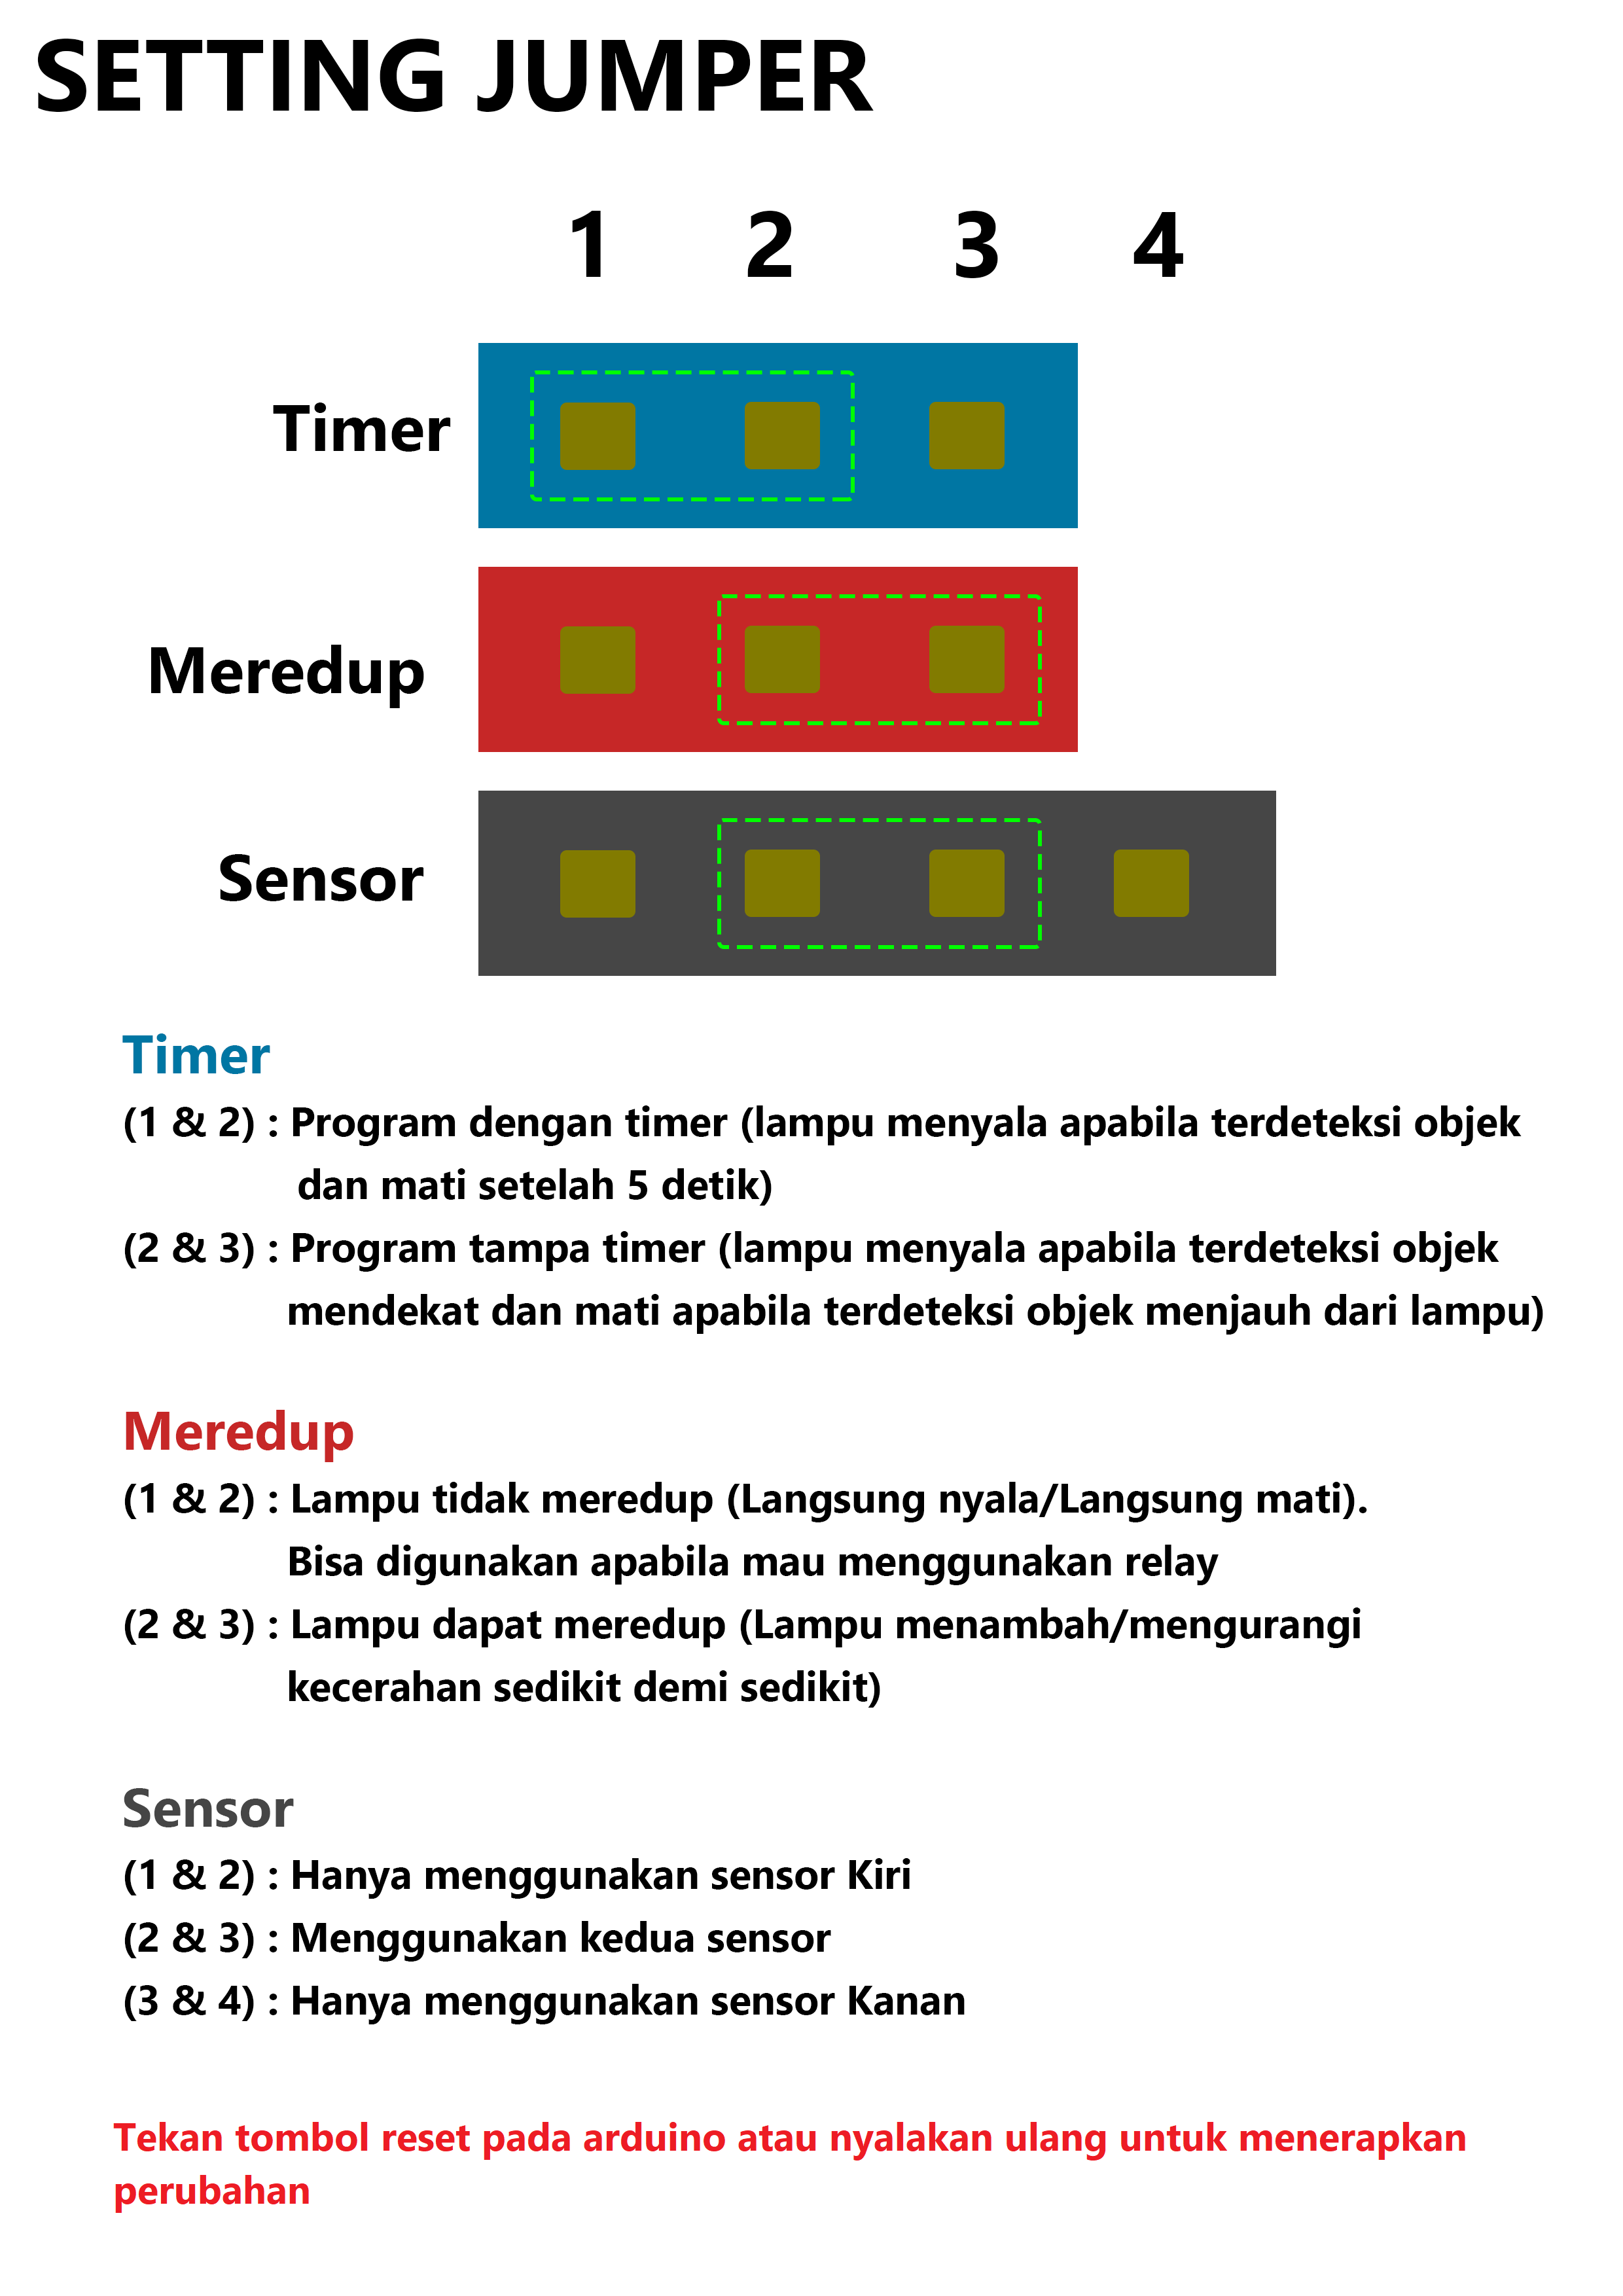 SETTING JUMPER
1 2 3 4
Timer
Meredup
Sensor
Timer
(1 & 2) : Program dengan timer (lampu menyala apabila terdeteksi objek
dan mati setelah 5 detik)
(2 & 3) : Program tampa timer (lampu menyala apabila terdeteksi objek
mendekat dan mati apabila terdeteksi objek menjauh dari lampu)
Meredup
(1 & 2) : Lampu tidak meredup (Langsung nyala/Langsung mati).
Bisa digunakan apabila mau menggunakan relay
(2 & 3) : Lampu dapat meredup (Lampu menambah/mengurangi
kecerahan sedikit demi sedikit)
Sensor
(1 & 2) : Hanya menggunakan sensor Kiri
(2 & 3) : Menggunakan kedua sensor
(3 & 4) : Hanya menggunakan sensor Kanan
Tekan tombol reset pada arduino atau nyalakan ulang untuk menerapkan
perubahan